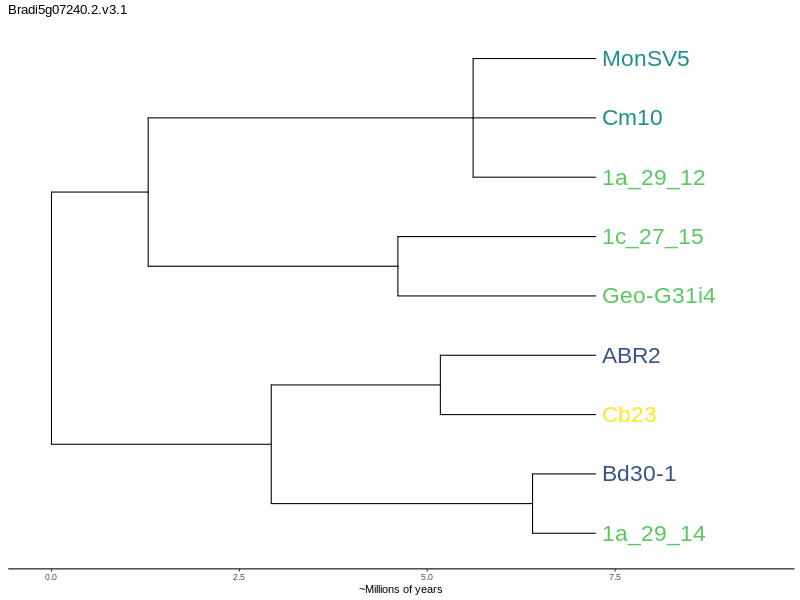 Bradi5g07240.2.v3.1
MonSV5
Cm10
1a_29_12
1c_27_15
Geo-G31i4
ABR2
Cb23
Bd30-1
1a_29_14
0.0 2.5 5.0 7.5
~Millions of years